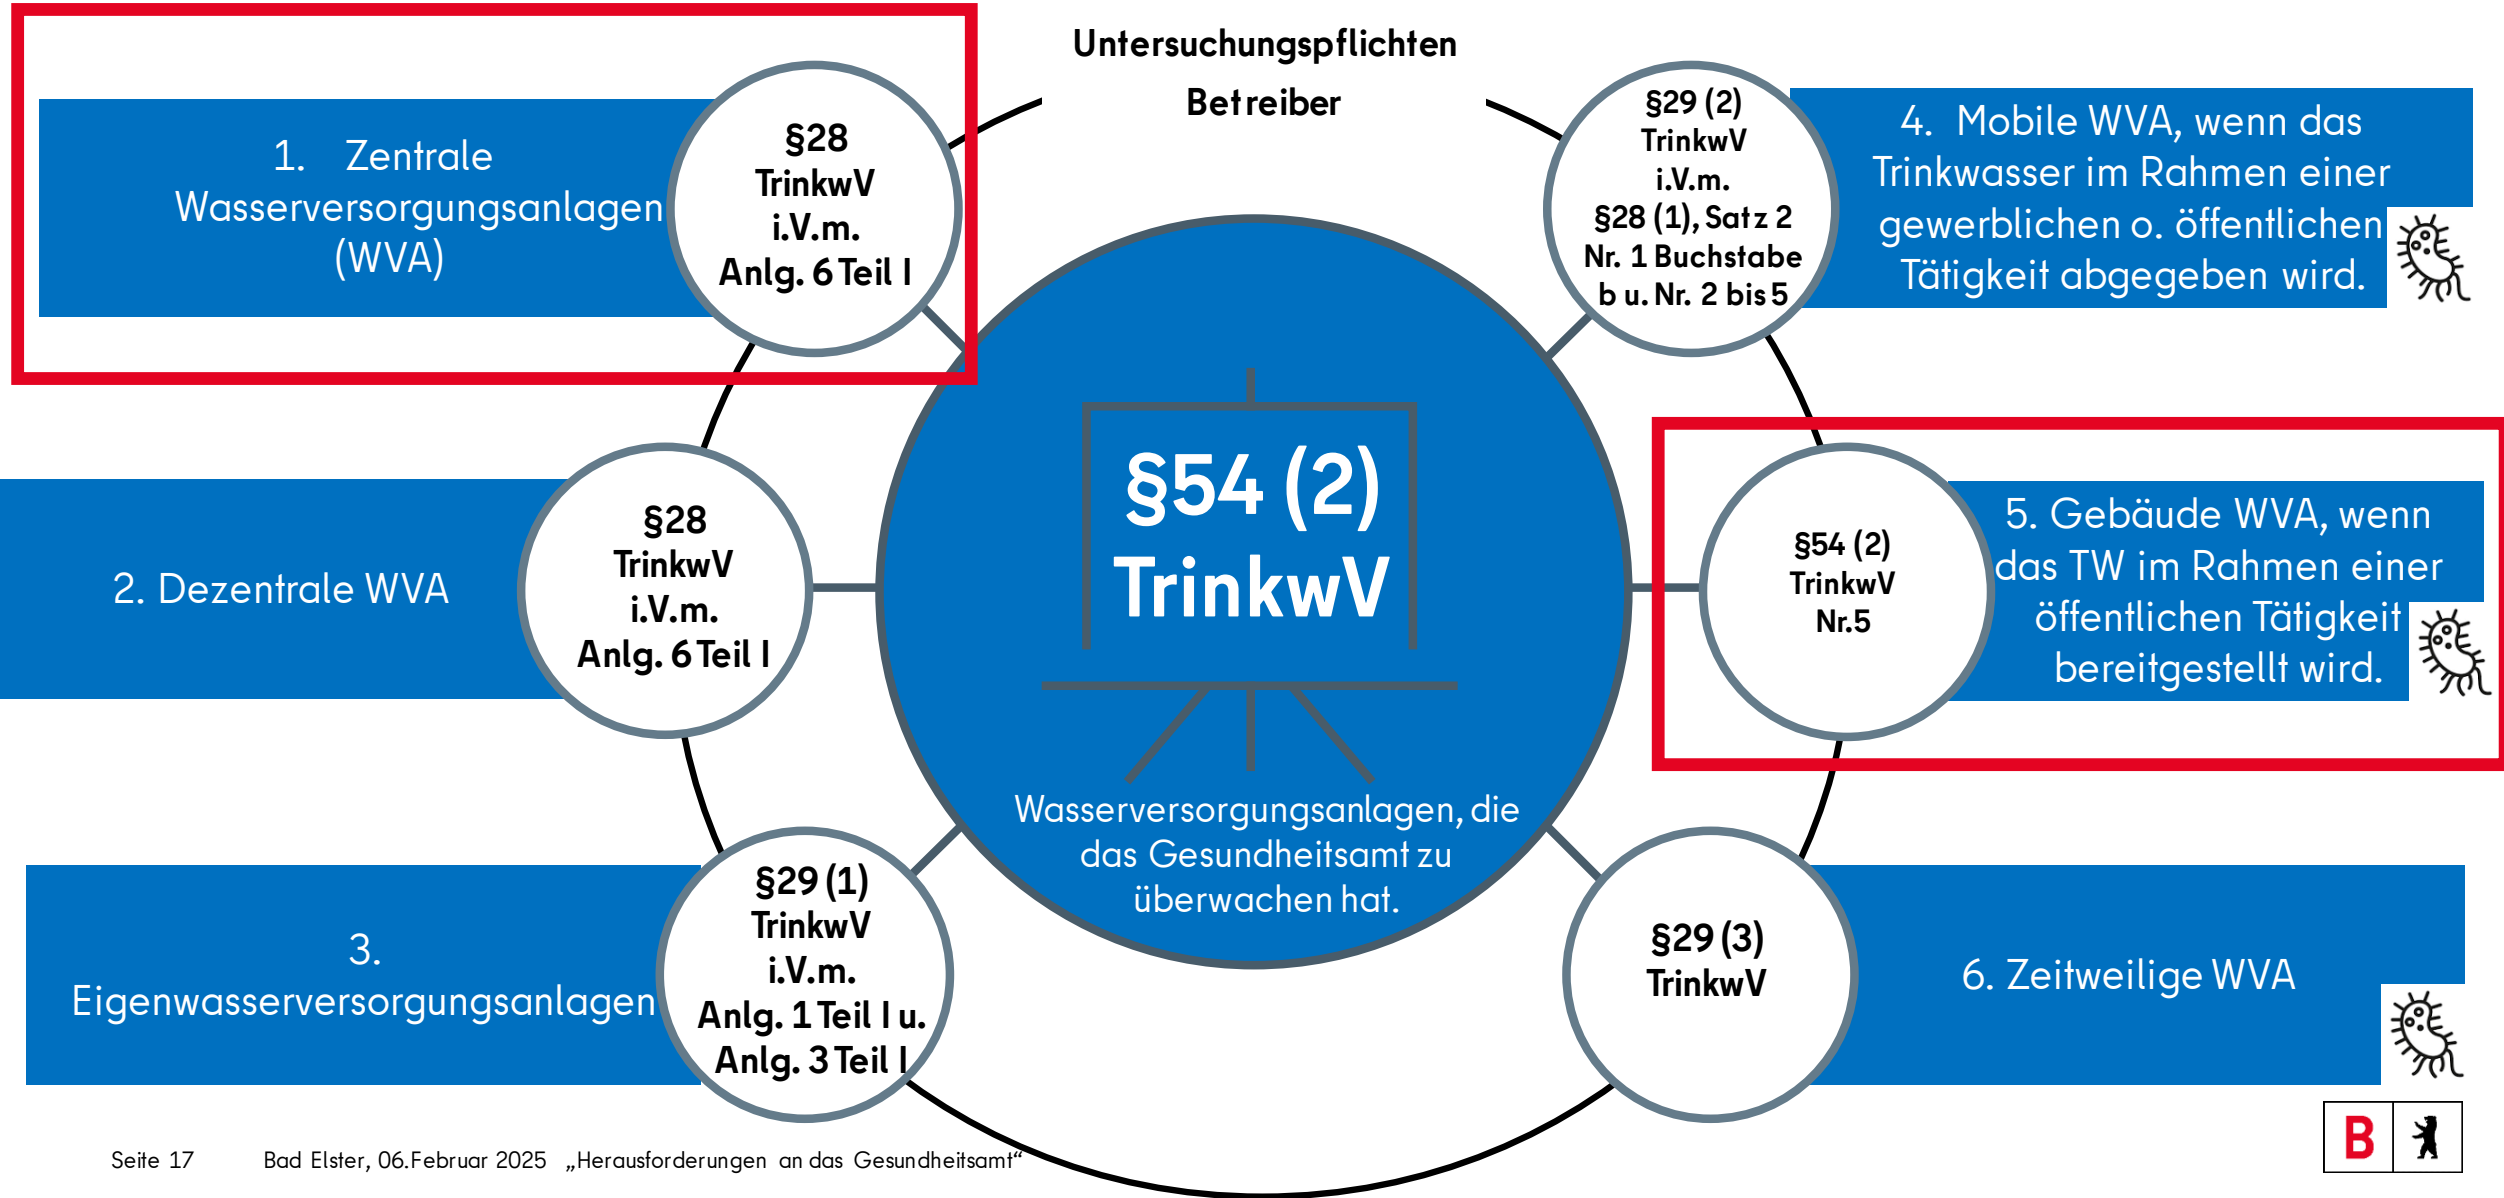 Untersuchungspflichten
Betreiber
1. Zentrale
Wasserversorgungsanlagen
(WVA)
§28
TrinkwV
i.V.m.
Anlg. 6 Teil I
2. Dezentrale WVA
§28
TrinkwV
i.V.m.
Anlg. 6 Teil I
3.
Eigenwasserversorgungsanlagen
§29 (1)
TrinkwV
i.V.m.
Anlg. 1 Teil I u.
Anlg. 3 Teil I
§54 (2)
TrinkwV
Wasserversorgungsanlagen, die
das Gesundheitsamt zu
überwachen hat.
§29 (2)
TrinkwV
i.V.m.
§28 (1), Satz 2
Nr. 1 Buchstabe
b u. Nr. 2 bis 5
4. Mobile WVA, wenn das
Trinkwasser im Rahmen einer
gewerblichen o. öffentlichen
Tätigkeit abgegeben wird.
§54 (2)
TrinkwV
Nr.5
5. Gebäude WVA, wenn
das TW im Rahmen einer
öffentlichen Tätigkeit
bereitgestellt wird.
§29 (3)
TrinkwV
6. Zeitweilige WVA
Seite 17 Bad Elster, 06.Februar 2025 „Herausforderungen an das Gesundheitsamt“
B